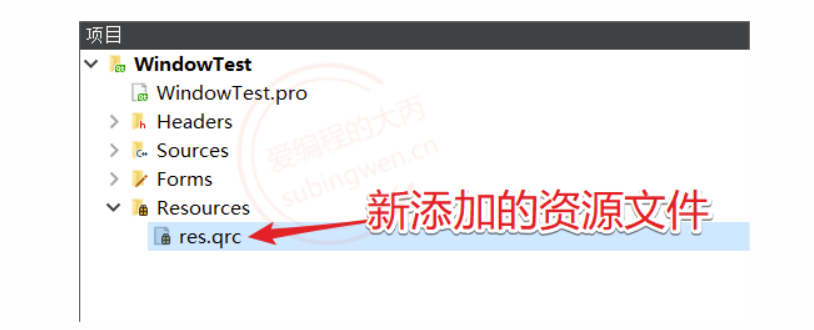 项目
WindowTest
WindowTest.pro
Headers
Sources
Forms
Resources
res.qrc
新添加的资源文件
爱编程的大丙
subingwen.cn